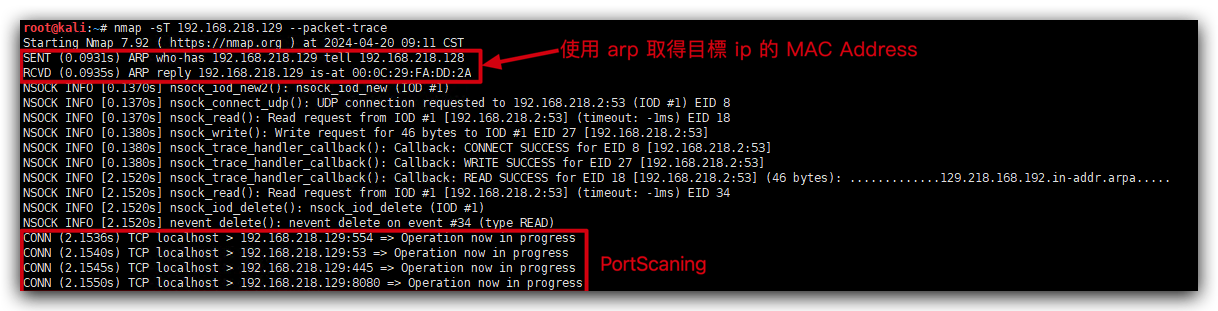 root@kali:~# nmap -sT 192.168.218.129 --packet-trace
Starting Nmap 7.92 ( https://nmap.org ) at 2024-04-20 09:11 CST
SENT (0.0931s) ARP who-has 192.168.218.129 tell 192.168.218.128
使用 arp 取得目標 ip 的 MAC Address
RCVD (0.0935s) ARP reply 192.168.218.129 is-at 00:0C:29:FA:DD:2A
NSOCK INFO [0.1370s] nsock_iod_new2(): nsock_iod_new (IOD #1)
NSOCK INFO [0.1370s] nsock_connect_udp(): UDP connection requested to 192.168.218.2:53 (IOD #1) EID 8
NSOCK INFO [0.1370s] nsock_read(): Read request from IOD #1 [192.168.218.2:53] (timeout: -1ms) EID 18
NSOCK INFO [0.1380s] nsock_write(): Write request for 46 bytes to IOD #1 EID 27 [192.168.218.2:53]
NSOCK INFO [0.1380s] nsock_trace_handler_callback(): Callback: CONNECT SUCCESS for EID 8 [192.168.218.2:53]
NSOCK INFO [0.1380s] nsock_trace_handler_callback(): Callback: WRITE SUCCESS for EID 27 [192.168.218.2:53]
NSOCK INFO [2.1520s] nsock_trace_handler_callback(): Callback: READ SUCCESS for EID 18 [192.168.218.2:53] (46 bytes): .............129.218.168.192.in-addr.arpa.....
NSOCK INFO [2.1520s] nsock_read(): Read request from IOD #1 [192.168.218.2:53] (timeout: -1ms) EID 34
NSOCK INFO [2.1520s] nsock_iod_delete(): nsock_iod_delete (IOD #1)
NSOCK INFO [2.1520s] nevent_delete(): nevent_delete on event #34 (type READ)
CONN (2.1536s) TCP localhost > 192.168.218.129:554 => Operation now in progress
CONN (2.1540s) TCP localhost > 192.168.218.129:53 => Operation now in progress
CONN (2.1545s) TCP localhost > 192.168.218.129:445 => Operation now in progress
PortScaning
CONN (2.1550s) TCP localhost > 192.168.218.129:8080 => Operation now in progress